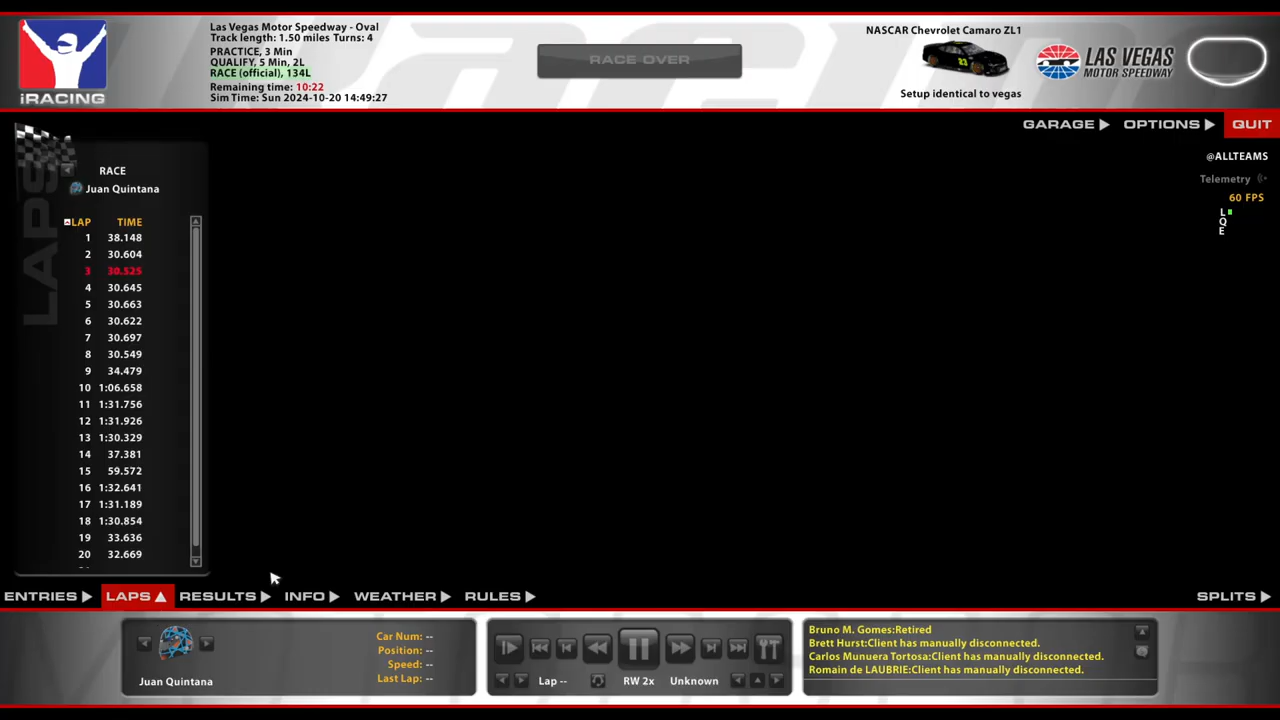 iRACING
Las Vegas Motor Speedway - Oval
Track length: 1.50 miles Turns: 4
PRACTICE, 3 Min
QUALIFY, 5 Min, 2L
RACE (official), 134L
Remaining time: 10:22
Sim Time: Sun 2024-10-20 14:49:27
RACE OVER
NASCAR Chevrolet Camaro ZL1
Setup identical to vegas
LAS VEGAS
MOTOR SPEEDWAY
GARAGE OPTIONS QUIT
@ALLTEAMS
Telemetry
60 FPS
L
Q
E
LAPS
RACE
Juan Quintana
LAP TIME
1 38.148
2 30.604
3 30.525
4 30.645
5 30.663
6 30.622
7 30.697
8 30.549
9 34.479
10 1:06.658
11 1:31.756
12 1:31.926
13 1:30.329
14 37.381
15 59.572
16 1:32.641
17 1:31.189
18 1:30.854
19 33.636
20 32.669
ENTRIES LAPS RESULTS INFO WEATHER RULES SPLITS
Juan Quintana
Car Num: --
Position: --
Speed: --
Last Lap: --
Lap -- RW 2x Unknown
Bruno M. Gomes:Retired
Brett Hurst:Client has manually disconnected.
Carlos Munuera Tortosa:Client has manually disconnected.
Romain de LAUBRIE:Client has manually disconnected.